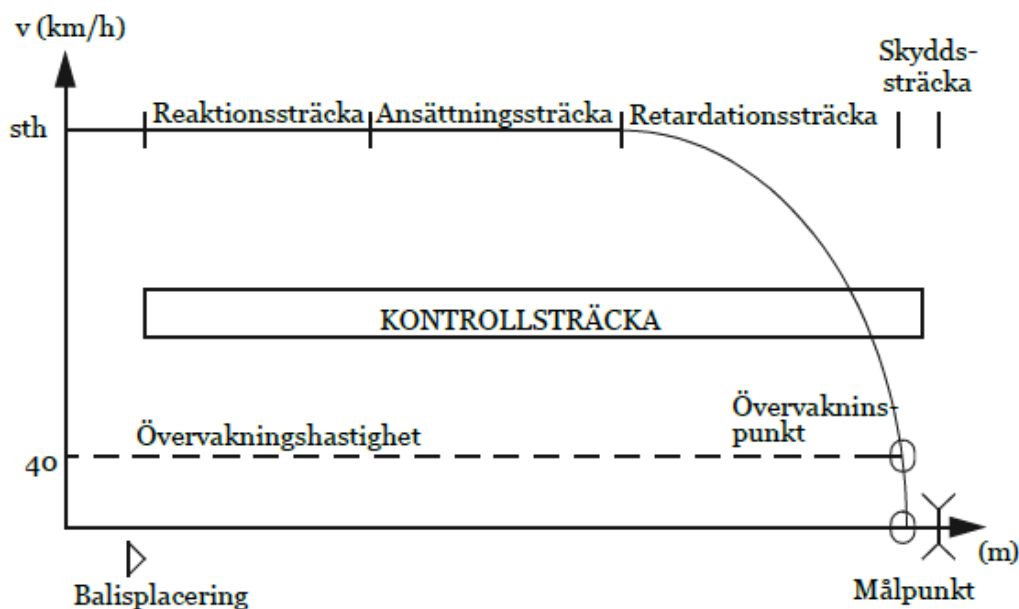 v (km/h)
Skydds-
sträcka
Reaktionssträcka
Ansättningssträcka
Retardationssträcka
sth
KONTROLLSTRÄCKA
Övervaknins-
punkt
Övervakningshastighet
40
(m)
Balisplacering
Målpunkt